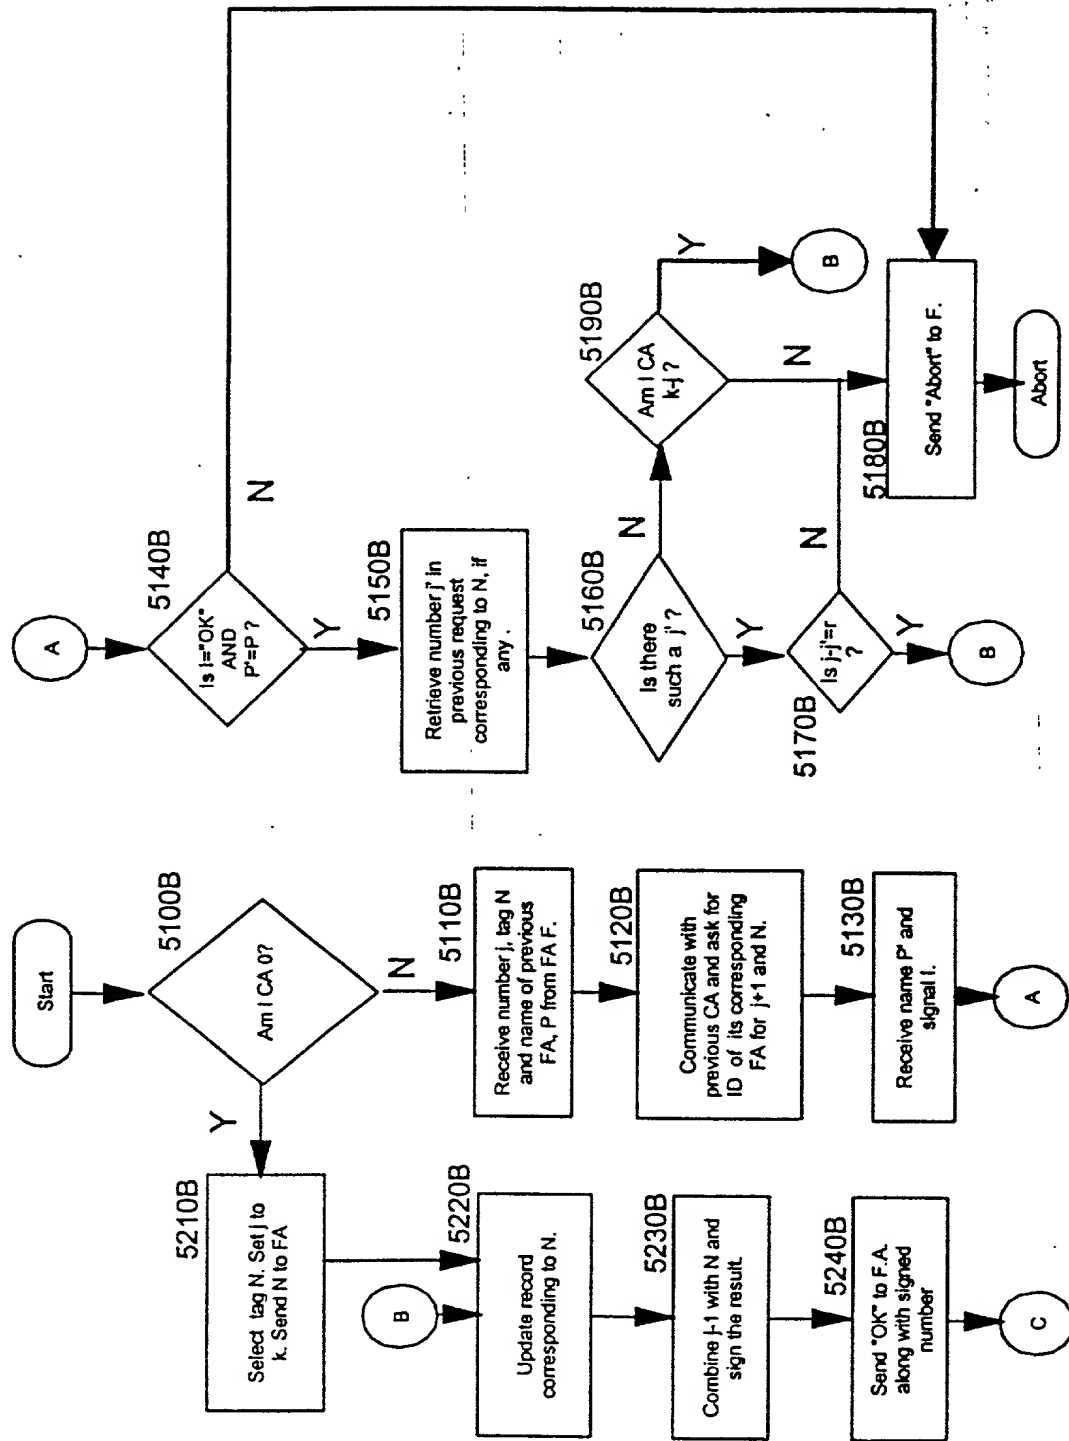 Start
5100B
Am I CA 0?
Y
N
5210B
Select tag N. Set j to
k. Send N to FA
B
5220B
Update record
corresponding to N.
5230B
Combine j-1 with N and
sign the result.
5240B
Send "OK" to F.A.
along with signed
number
C
5110B
Receive number j, tag N
and name of previous
FA, P from FA F.
5120B
Communicate with
previous CA and ask for
ID of its corresponding
FA for j+1 and N.
5130B
Receive name P' and
signal I.
A
A
5140B
Is I="OK"
AND
P'=P ?
N
Y
5150B
Retrieve number j' in
previous request
corresponding to N, if
any .
5160B
Is there
such a j' ?
N
Y
5190B
Am I CA
k-j ?
Y
B
N
5170B
Is j-j'=r
?
N
Y
B
5180B
Send "Abort" to F.
Abort